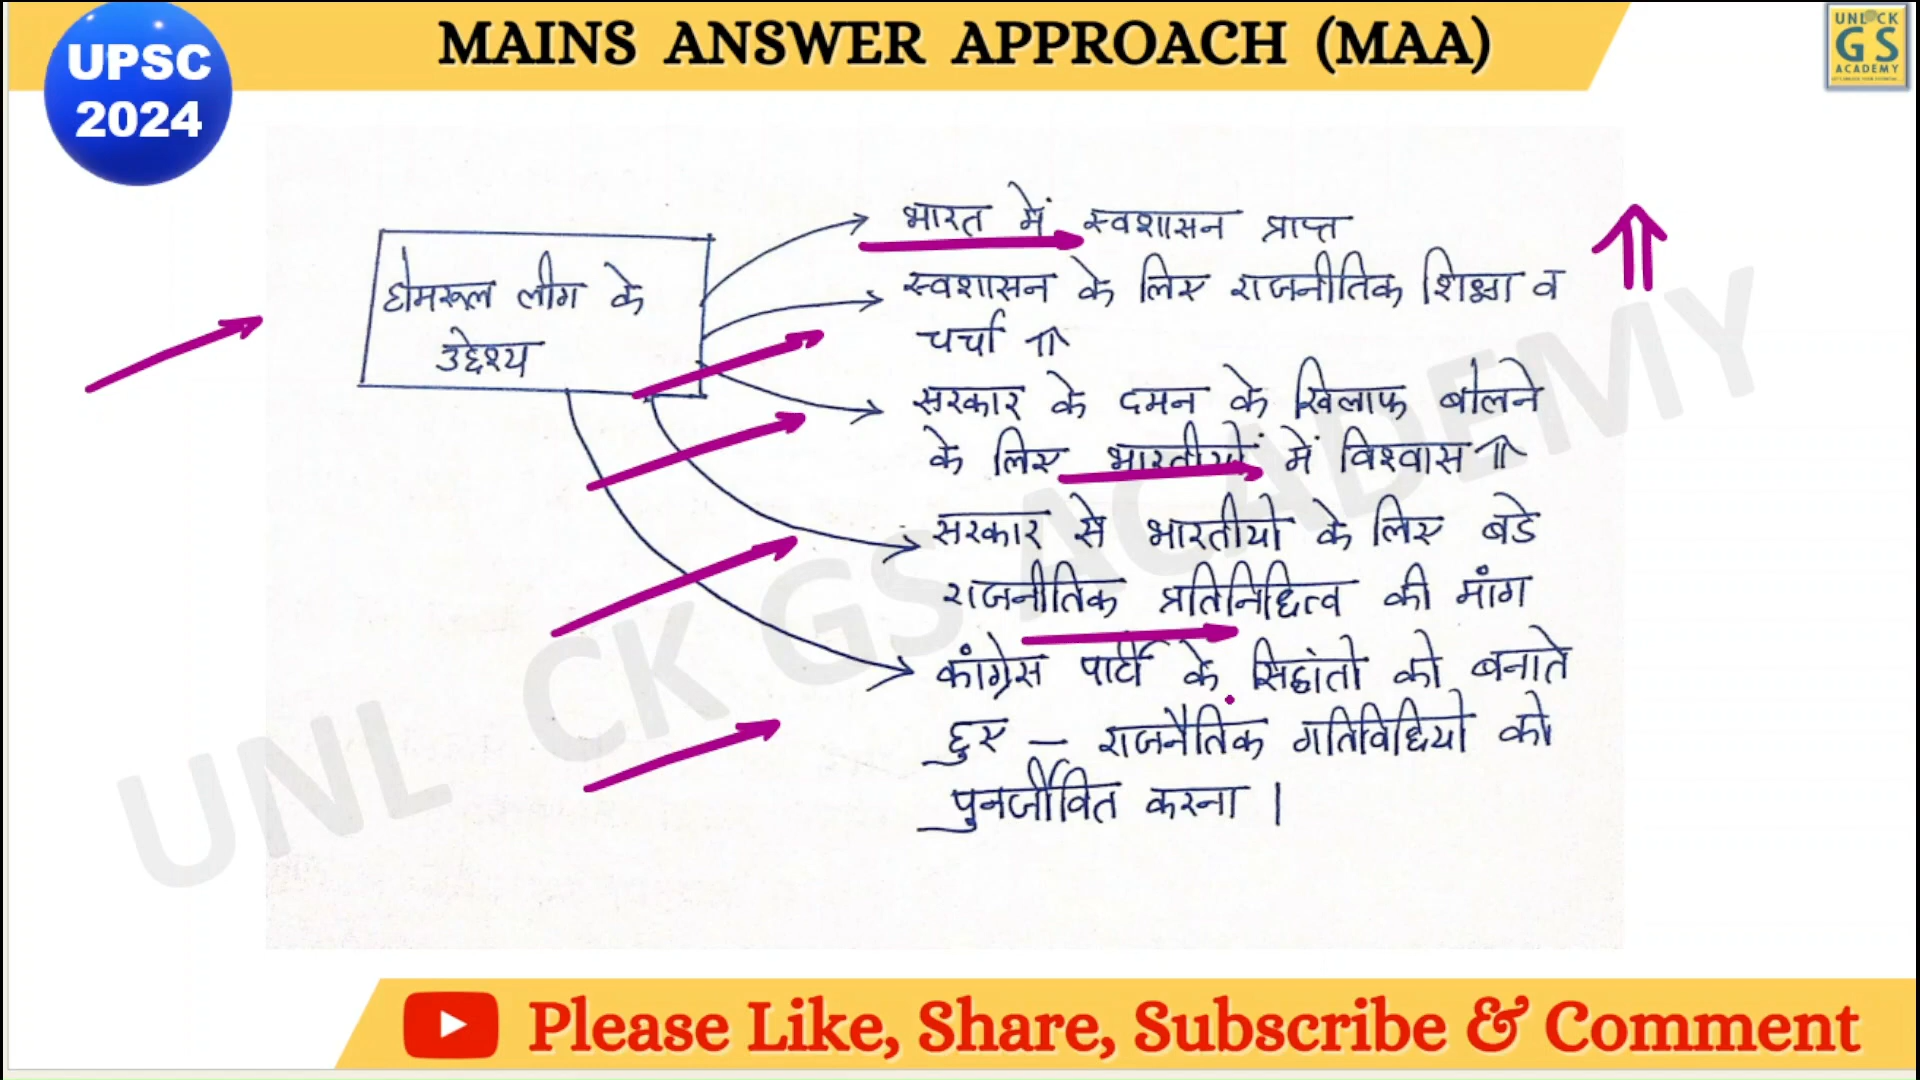 MAINS ANSWER APPROACH (MAA)
UNLOCK
GS
ACADEMY
UPSC
2024
होमरूल लीग के
उद्देश्य
भारत में स्वशासन प्राप्त
स्वशासन के लिए राजनीतिक शिक्षा व
चर्चा ⇑
सरकार के दमन के खिलाफ बोलने
के लिए भारतीयों में विश्वास ⇑
सरकार से भारतीयो के लिए बडे
राजनीतिक प्रतिनिधित्व की मांग
कांग्रेस पार्टी के सिद्धांतो को बनाते
हुए – राजनैतिक गतिविधियो को
पुनर्जीवित करना ।
UNL CK GS ACADEMY
Please Like, Share, Subscribe & Comment